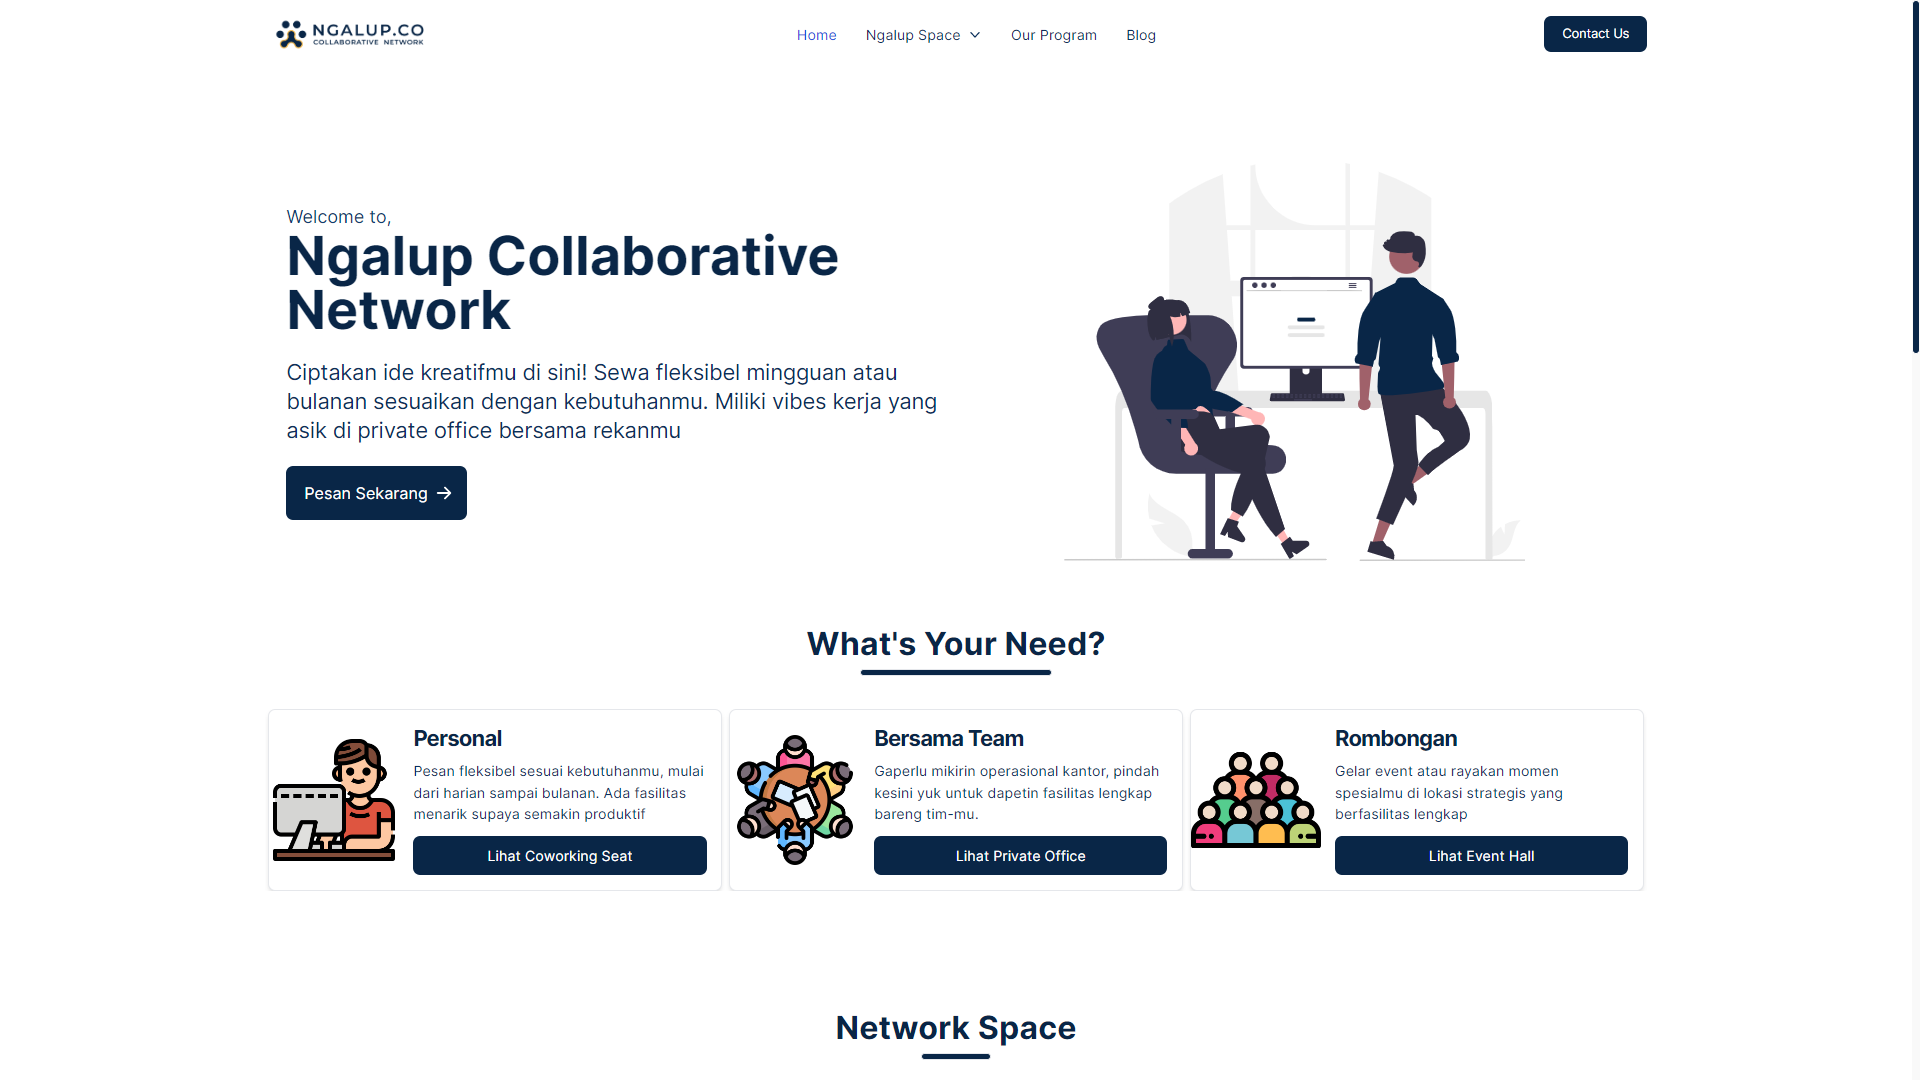 NGALUP.CO
COLLABORATIVE NETWORK
Home
Ngalup Space
Our Program
Blog
Contact Us
Welcome to,
Ngalup Collaborative
Network
Ciptakan ide kreatifmu di sini! Sewa fleksibel mingguan atau
bulanan sesuaikan dengan kebutuhanmu. Miliki vibes kerja yang
asik di private office bersama rekanmu
Pesan Sekarang
What's Your Need?
Personal
Pesan fleksibel sesuai kebutuhanmu, mulai
dari harian sampai bulanan. Ada fasilitas
menarik supaya semakin produktif
Lihat Coworking Seat
Bersama Team
Gaperlu mikirin operasional kantor, pindah
kesini yuk untuk dapetin fasilitas lengkap
bareng tim-mu.
Lihat Private Office
Rombongan
Gelar event atau rayakan momen
spesialmu di lokasi strategis yang
berfasilitas lengkap
Lihat Event Hall
Network Space